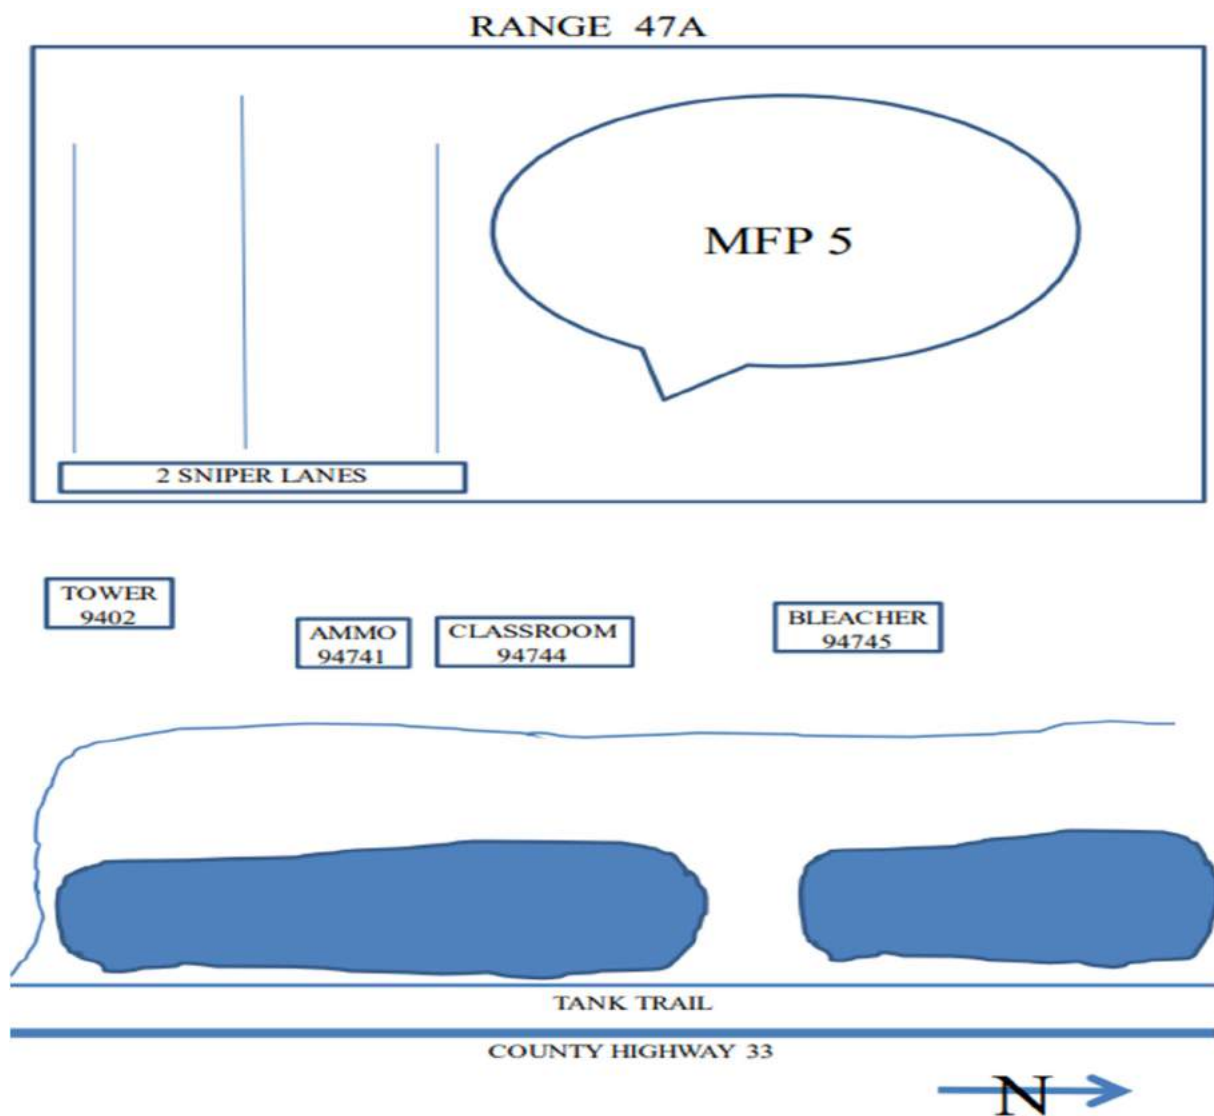 RANGE 47A
MFP 5
2 SNIPER LANES
TOWER
9402
AMMO
94741
CLASSROOM
94744
BLEACHER
94745
TANK TRAIL
COUNTY HIGHWAY 33
N